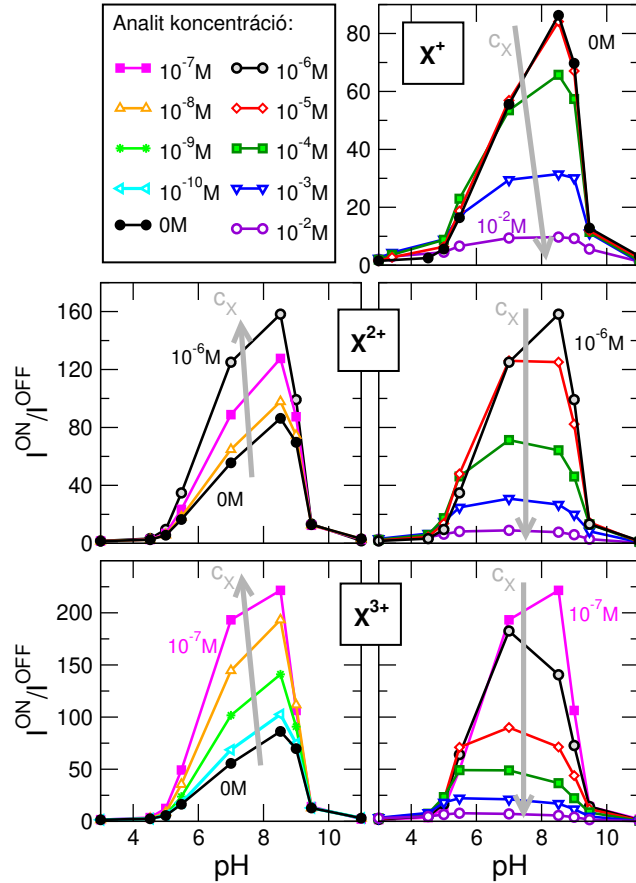 Analit koncentráció:
10⁻⁷M 10⁻⁶M
10⁻⁸M 10⁻⁵M
10⁻⁹M 10⁻⁴M
10⁻¹⁰M 10⁻³M
0M 10⁻²M
80
60
40
20
0
c_X
X⁺
0M
10⁻²M
160
120
80
40
0
I^ON/I^OFF
c_X
10⁻⁶M
0M
X²⁺
c_X
10⁻⁶M
200
150
100
50
0
I^ON/I^OFF
c_X
10⁻⁷M
0M
X³⁺
c_X
10⁻⁷M
4 6 8 10
pH
4 6 8 10
pH